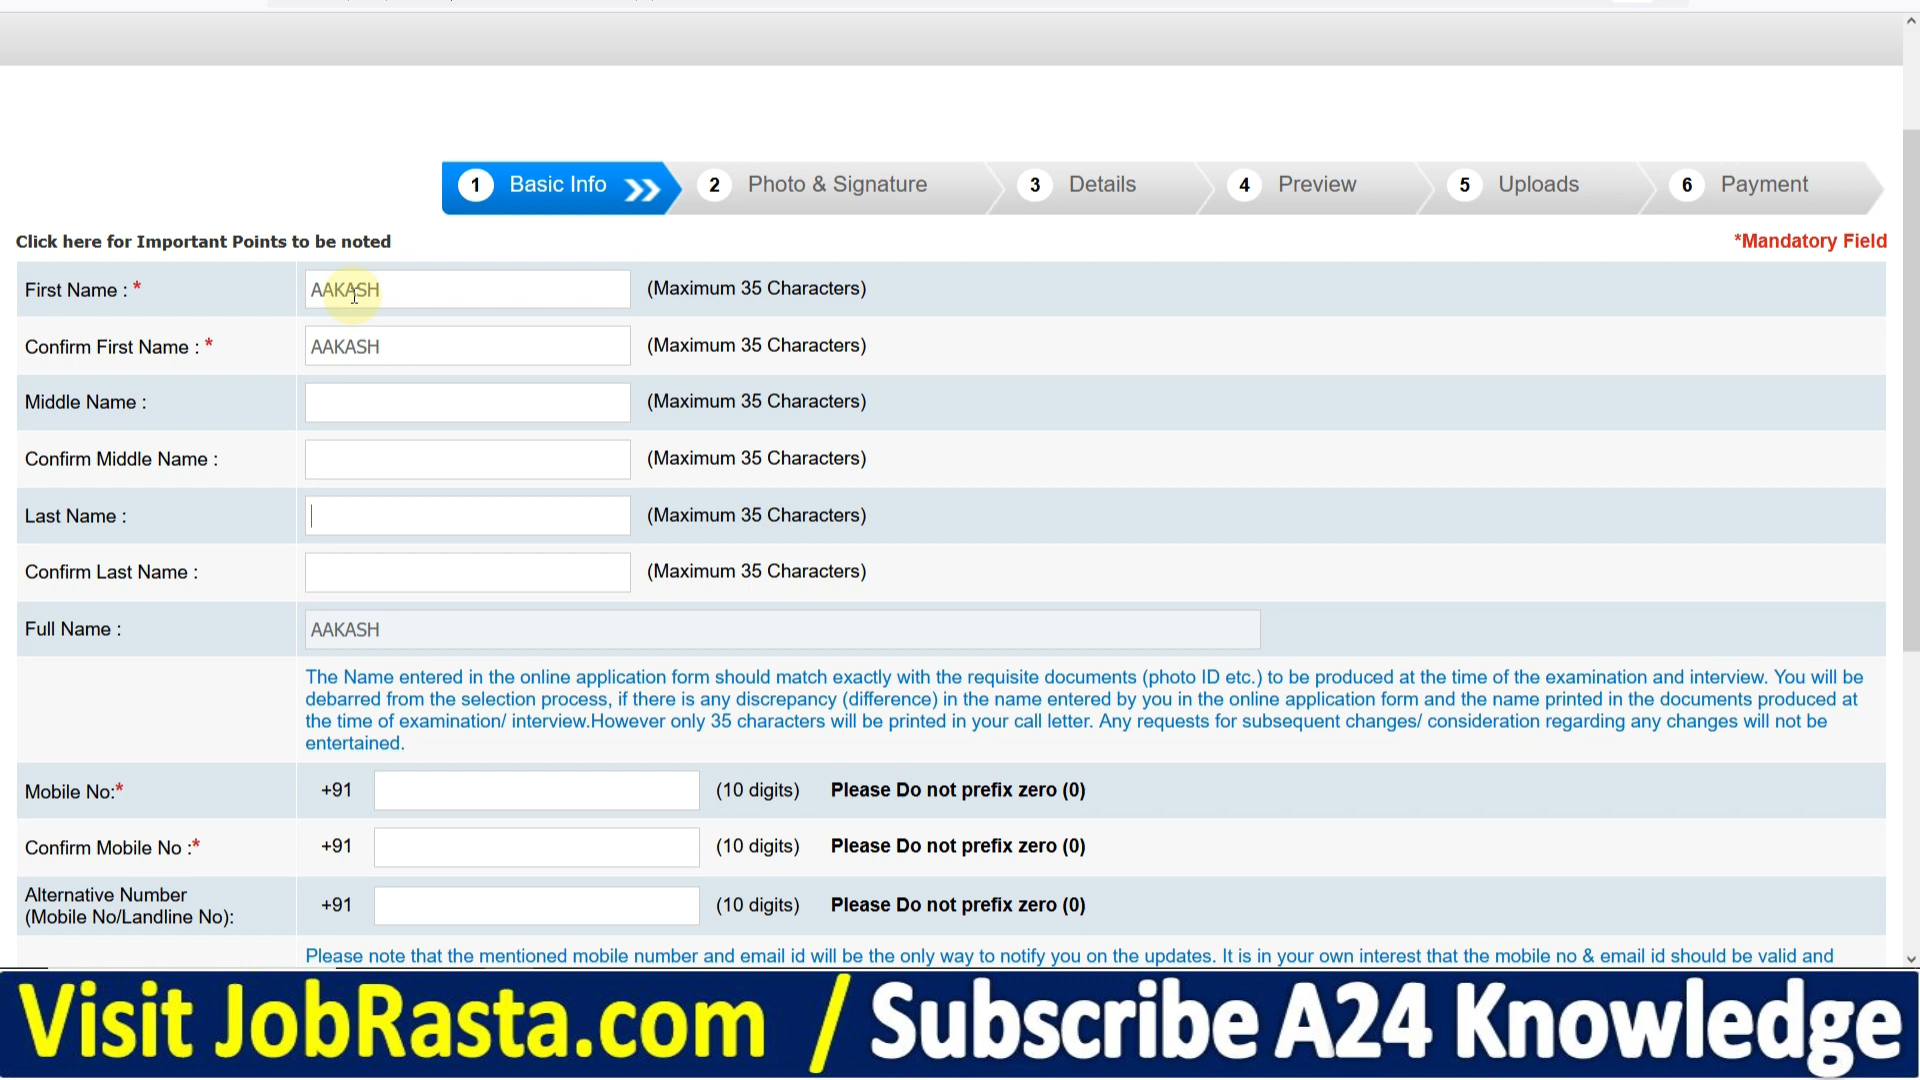 1 Basic Info 2 Photo & Signature 3 Details 4 Preview 5 Uploads 6 Payment
Click here for Important Points to be noted *Mandatory Field
First Name : * AAKASH (Maximum 35 Characters)
Confirm First Name : * AAKASH (Maximum 35 Characters)
Middle Name : (Maximum 35 Characters)
Confirm Middle Name : (Maximum 35 Characters)
Last Name : (Maximum 35 Characters)
Confirm Last Name : (Maximum 35 Characters)
Full Name : AAKASH
The Name entered in the online application form should match exactly with the requisite documents (photo ID etc.) to be produced at the time of the examination and interview. You will be
debarred from the selection process, if there is any discrepancy (difference) in the name entered by you in the online application form and the name printed in the documents produced at
the time of examination/ interview.However only 35 characters will be printed in your call letter. Any requests for subsequent changes/ consideration regarding any changes will not be
entertained.
Mobile No:* +91 (10 digits) Please Do not prefix zero (0)
Confirm Mobile No :* +91 (10 digits) Please Do not prefix zero (0)
Alternative Number
(Mobile No/Landline No): +91 (10 digits) Please Do not prefix zero (0)
Please note that the mentioned mobile number and email id will be the only way to notify you on the updates. It is in your own interest that the mobile no & email id should be valid and
Visit JobRasta.com / Subscribe A24 Knowledge